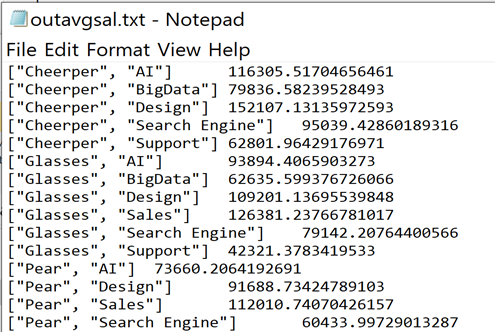 outavgsal.txt - Notepad
File Edit Format View Help
["Cheerper", "AI"] 116305.51704656461
["Cheerper", "BigData"] 79836.58239528493
["Cheerper", "Design"] 152107.13135972593
["Cheerper", "Search Engine"] 95039.42860189316
["Cheerper", "Support"] 62801.96429176971
["Glasses", "AI"] 93894.4065903273
["Glasses", "BigData"] 62635.599376726066
["Glasses", "Design"] 109201.13695539848
["Glasses", "Sales"] 126381.23766781017
["Glasses", "Search Engine"] 79142.20764400566
["Glasses", "Support"] 42321.3783419533
["Pear", "AI"] 73660.2064192691
["Pear", "Design"] 91688.73424789103
["Pear", "Sales"] 112010.74070426157
["Pear", "Search Engine"] 60433.99729013287